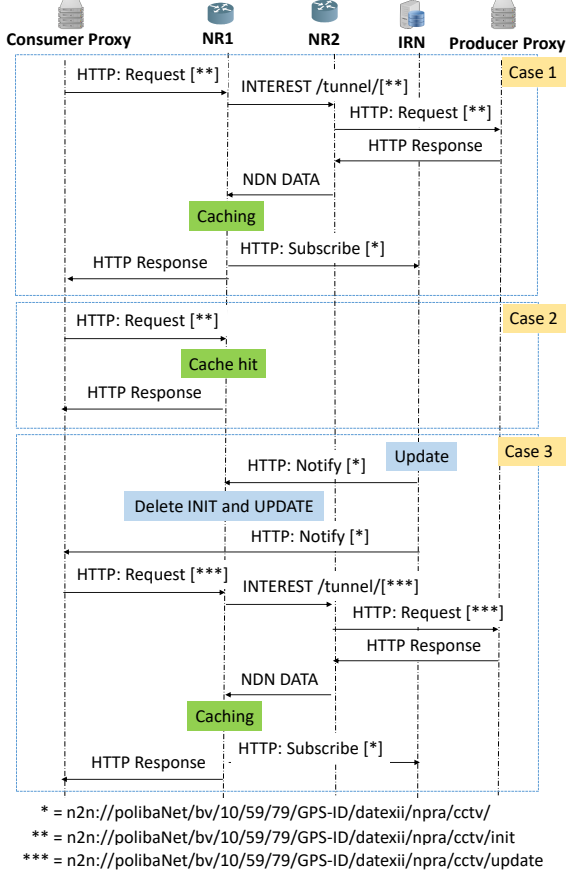 Consumer Proxy NR1 NR2 IRN Producer Proxy
Case 1
HTTP: Request [**]
INTEREST /tunnel/[**]
HTTP: Request [**]
HTTP Response
NDN DATA
Caching
HTTP: Subscribe [*]
HTTP Response
Case 2
HTTP: Request [**]
Cache hit
HTTP Response
Case 3
Update
HTTP: Notify [*]
Delete INIT and UPDATE
HTTP: Notify [*]
HTTP: Request [***]
INTEREST /tunnel/[***]
HTTP: Request [***]
HTTP Response
NDN DATA
Caching
HTTP: Subscribe [*]
HTTP Response
* = n2n://polibaNet/bv/10/59/79/GPS-ID/datexii/npra/cctv/
** = n2n://polibaNet/bv/10/59/79/GPS-ID/datexii/npra/cctv/init
*** = n2n://polibaNet/bv/10/59/79/GPS-ID/datexii/npra/cctv/update